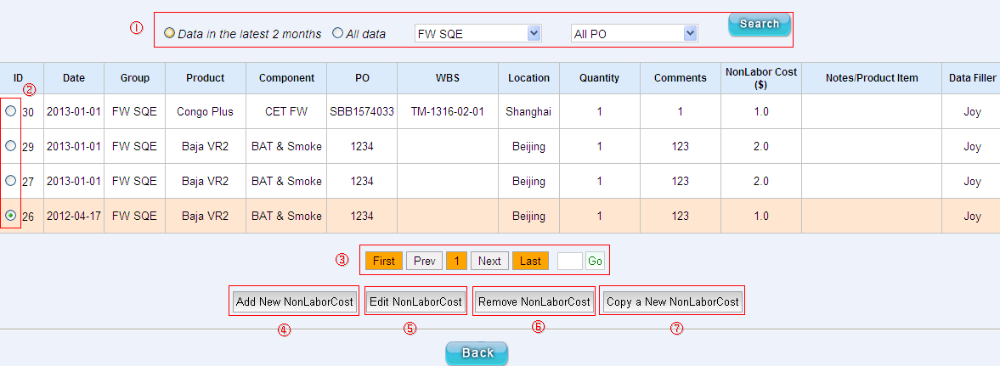 ① Data in the latest 2 months All data FW SQE All PO Search
ID Date Group Product Component PO WBS Location Quantity Comments NonLabor Cost ($) Notes/Product Item Data Filler
②
30 2013-01-01 FW SQE Congo Plus CET FW SBB1574033 TM-1316-02-01 Shanghai 1 1 1.0 Joy
29 2013-01-01 FW SQE Baja VR2 BAT & Smoke 1234 Beijing 1 123 2.0 Joy
27 2013-01-01 FW SQE Baja VR2 BAT & Smoke 1234 Beijing 1 123 2.0 Joy
26 2012-04-17 FW SQE Baja VR2 BAT & Smoke 1234 Beijing 1 123 1.0 Joy
③ First Prev 1 Next Last Go
Add New NonLaborCost Edit NonLaborCost Remove NonLaborCost Copy a New NonLaborCost
④ ⑤ ⑥ ⑦
Back